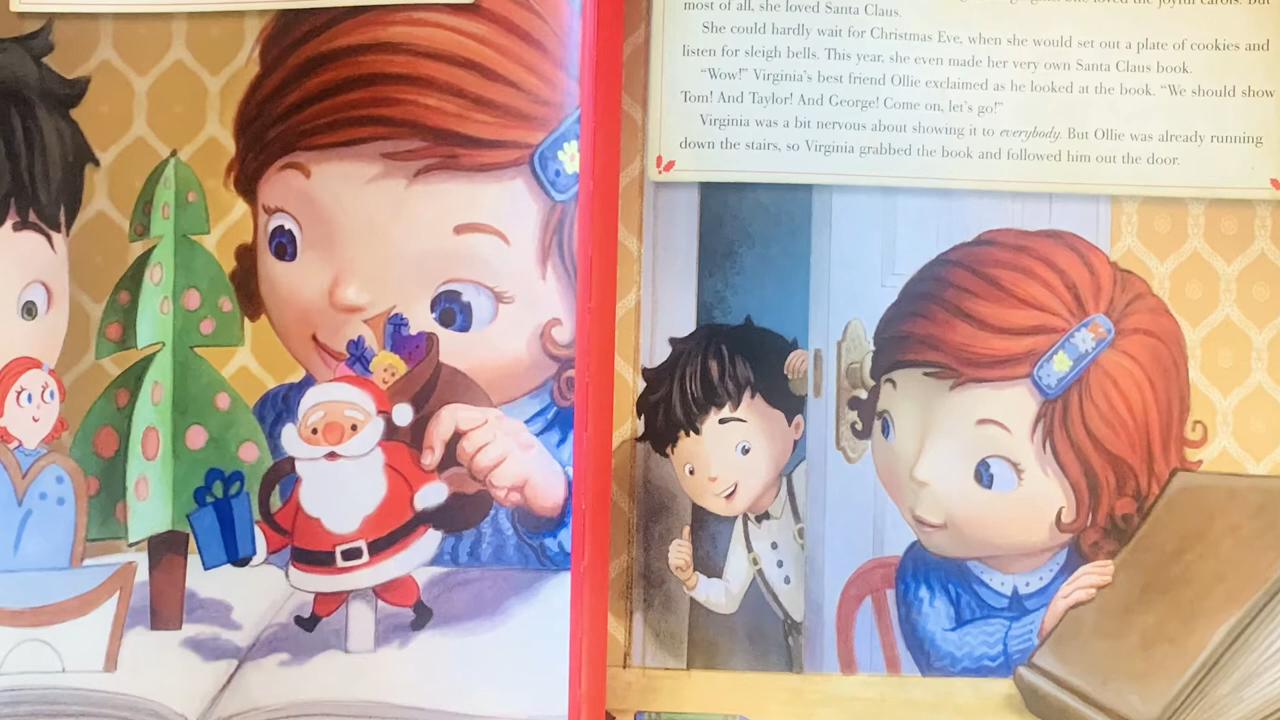 the joyful carols. But
most of all, she loved Santa Claus.
She could hardly wait for Christmas Eve, when she would set out a plate of cookies and
listen for sleigh bells. This year, she even made her very own Santa Claus book.
“Wow!” Virginia’s best friend Ollie exclaimed as he looked at the book. “We should show
Tom! And Taylor! And George! Come on, let’s go!”
Virginia was a bit nervous about showing it to everybody. But Ollie was already running
down the stairs, so Virginia grabbed the book and followed him out the door.